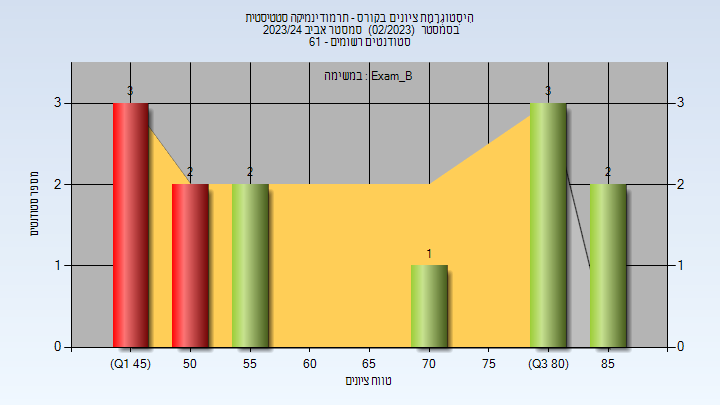 היסטוגרמת ציונים בקורס - תרמודינמיקה סטטיסטית
בסמסטר (02/2023) סמסטר אביב 2023/24
סטודנטים רשומים - 61
במשימה : Exam_B
מספר סטודנטים
3
2
1
0
3
2
1
0
3
2
2
1
3
2
(Q1 45)
50
55
60
65
70
75
(Q3 80)
85
טווח ציונים